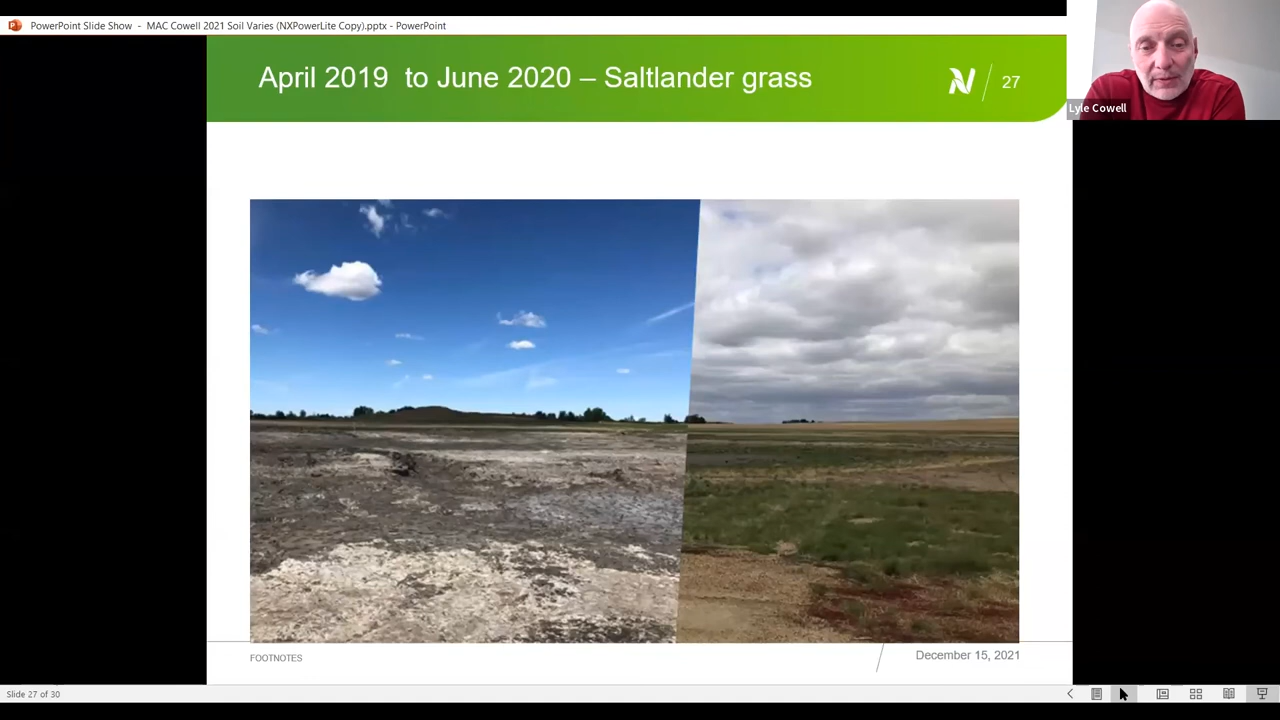 PowerPoint Slide Show - MAC Cowell 2021 Soil Varies (NXPowerLite Copy).pptx - PowerPoint
April 2019 to June 2020 – Saltlander grass
27
Lyle Cowell
FOOTNOTES
December 15, 2021
Slide 27 of 30